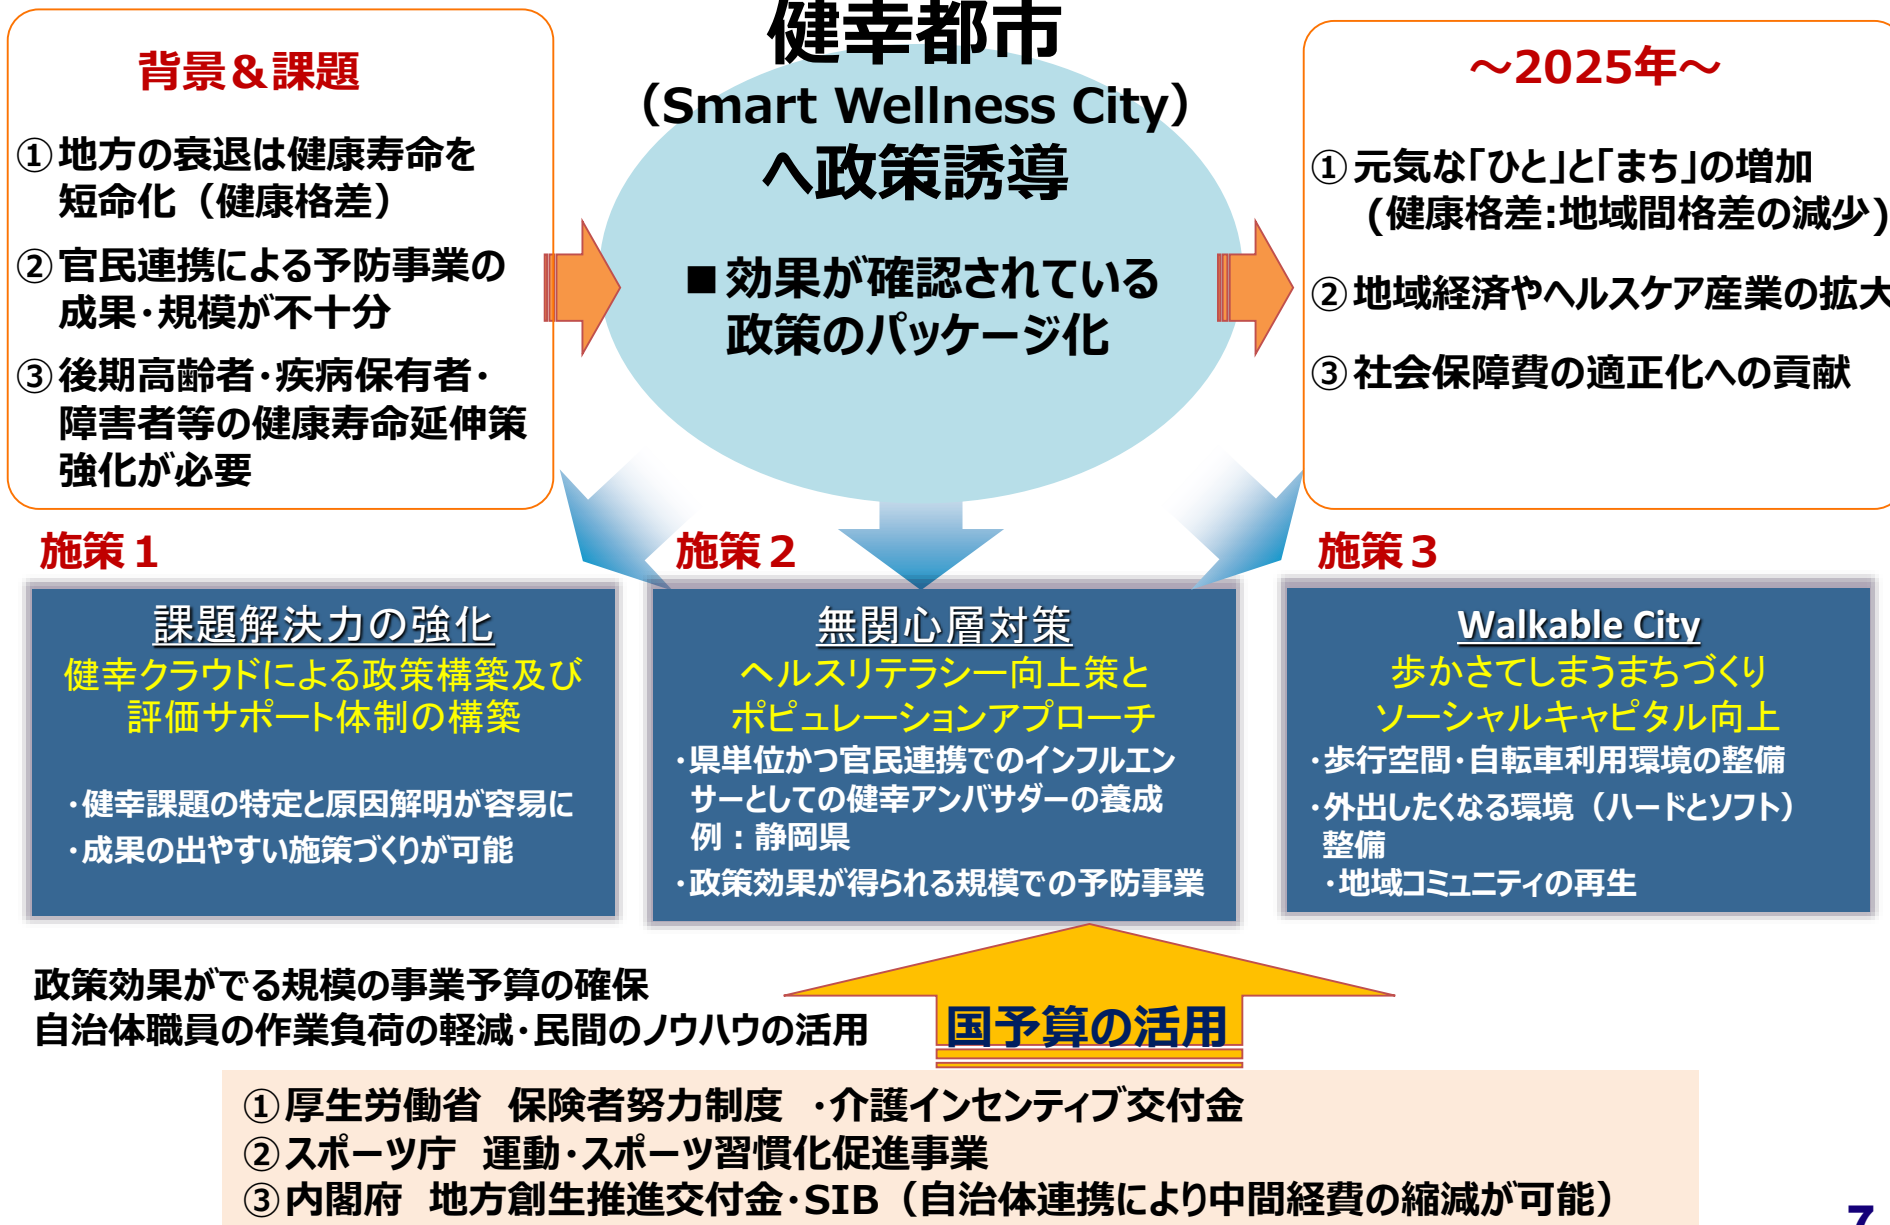 健幸都市
（Smart Wellness City）
へ政策誘導
■効果が確認されている
政策のパッケージ化
背景＆課題
①地方の衰退は健康寿命を
短命化（健康格差）
②官民連携による予防事業の
成果・規模が不十分
③後期高齢者・疾病保有者・
障害者等の健康寿命延伸策
強化が必要
～2025年～
①元気な「ひと」と「まち」の増加
(健康格差:地域間格差の減少)
②地域経済やヘルスケア産業の拡大
③社会保障費の適正化への貢献
施策１
課題解決力の強化
健幸クラウドによる政策構築及び
評価サポート体制の構築
・健幸課題の特定と原因解明が容易に
・成果の出やすい施策づくりが可能
施策２
無関心層対策
ヘルスリテラシー向上策と
ポピュレーションアプローチ
・県単位かつ官民連携でのインフルエン
サーとしての健幸アンバサダーの養成
例：静岡県
・政策効果が得られる規模での予防事業
施策３
Walkable City
歩かさてしまうまちづくり
ソーシャルキャピタル向上
・歩行空間・自転車利用環境の整備
・外出したくなる環境（ハードとソフト）
整備
・地域コミュニティの再生
政策効果がでる規模の事業予算の確保
自治体職員の作業負荷の軽減・民間のノウハウの活用
国予算の活用
①厚生労働省　保険者努力制度　・介護インセンティブ交付金
②スポーツ庁　運動・スポーツ習慣化促進事業
③内閣府　地方創生推進交付金・SIB（自治体連携により中間経費の縮減が可能）
7